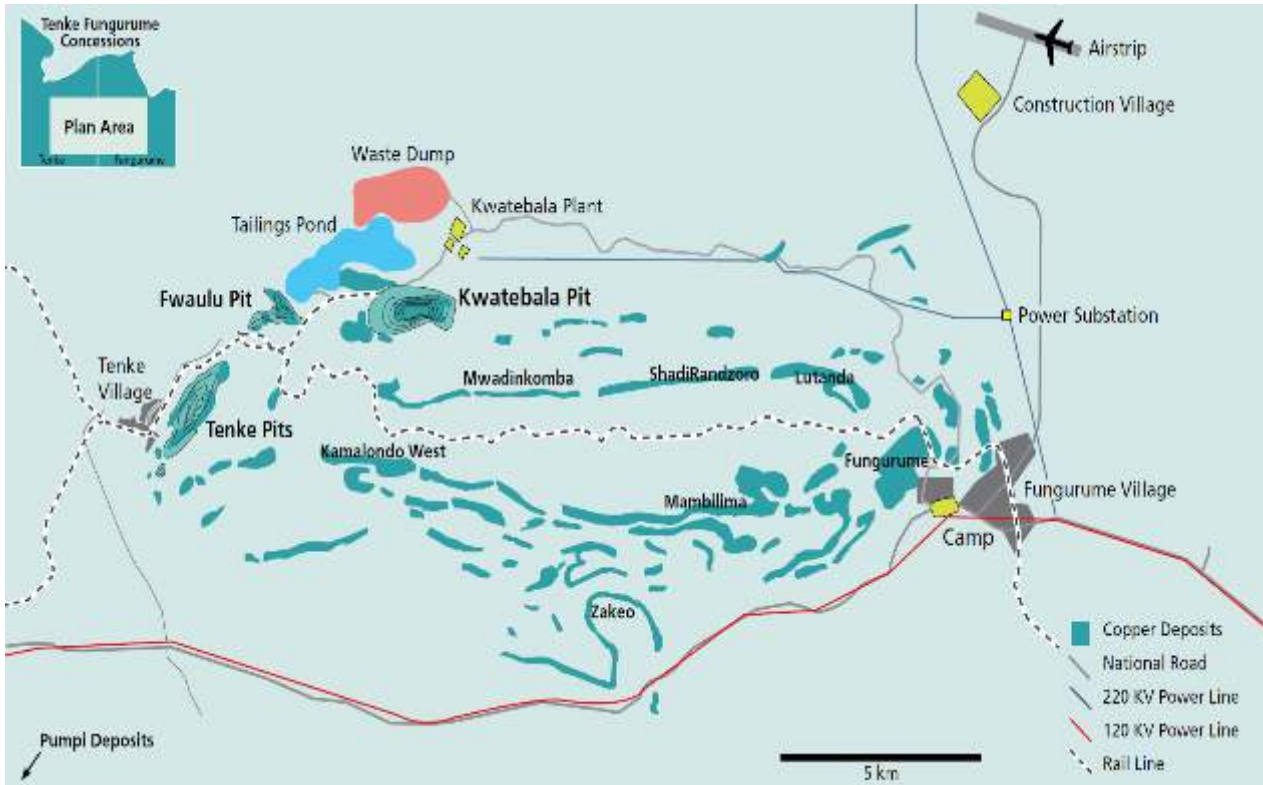 Tenke Fungurume
Concessions
Plan Area
Tenke
Fungurume
Airstrip
Construction Village
Waste Dump
Kwatebala Plant
Tailings Pond
Fwaulu Pit
Kwatebala Pit
Power Substation
Tenke
Village
Mwadinkomba
ShadiRandzoro
Lutanda
Tenke Pits
Kamalondo West
Fungurume
Mambilima
Fungurume Village
Camp
Zakeo
Copper Deposits
National Road
220 KV Power Line
120 KV Power Line
Rail Line
Pumpi Deposits
5 km